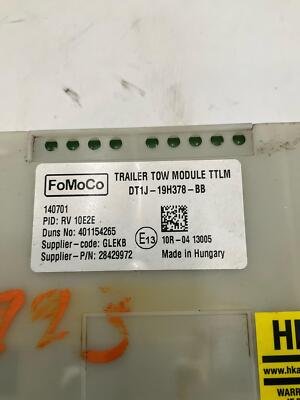 FoMoCo
TRAILER TOW MODULE TTLM
DT1J-19H378-BB
140701
PID: RV 10E2E
Duns No: 401154265
Supplier-code: GLEKB
Supplier-P/N: 28429972
E13
10R-04 13005
Made in Hungary
HK
www.hka
WARR